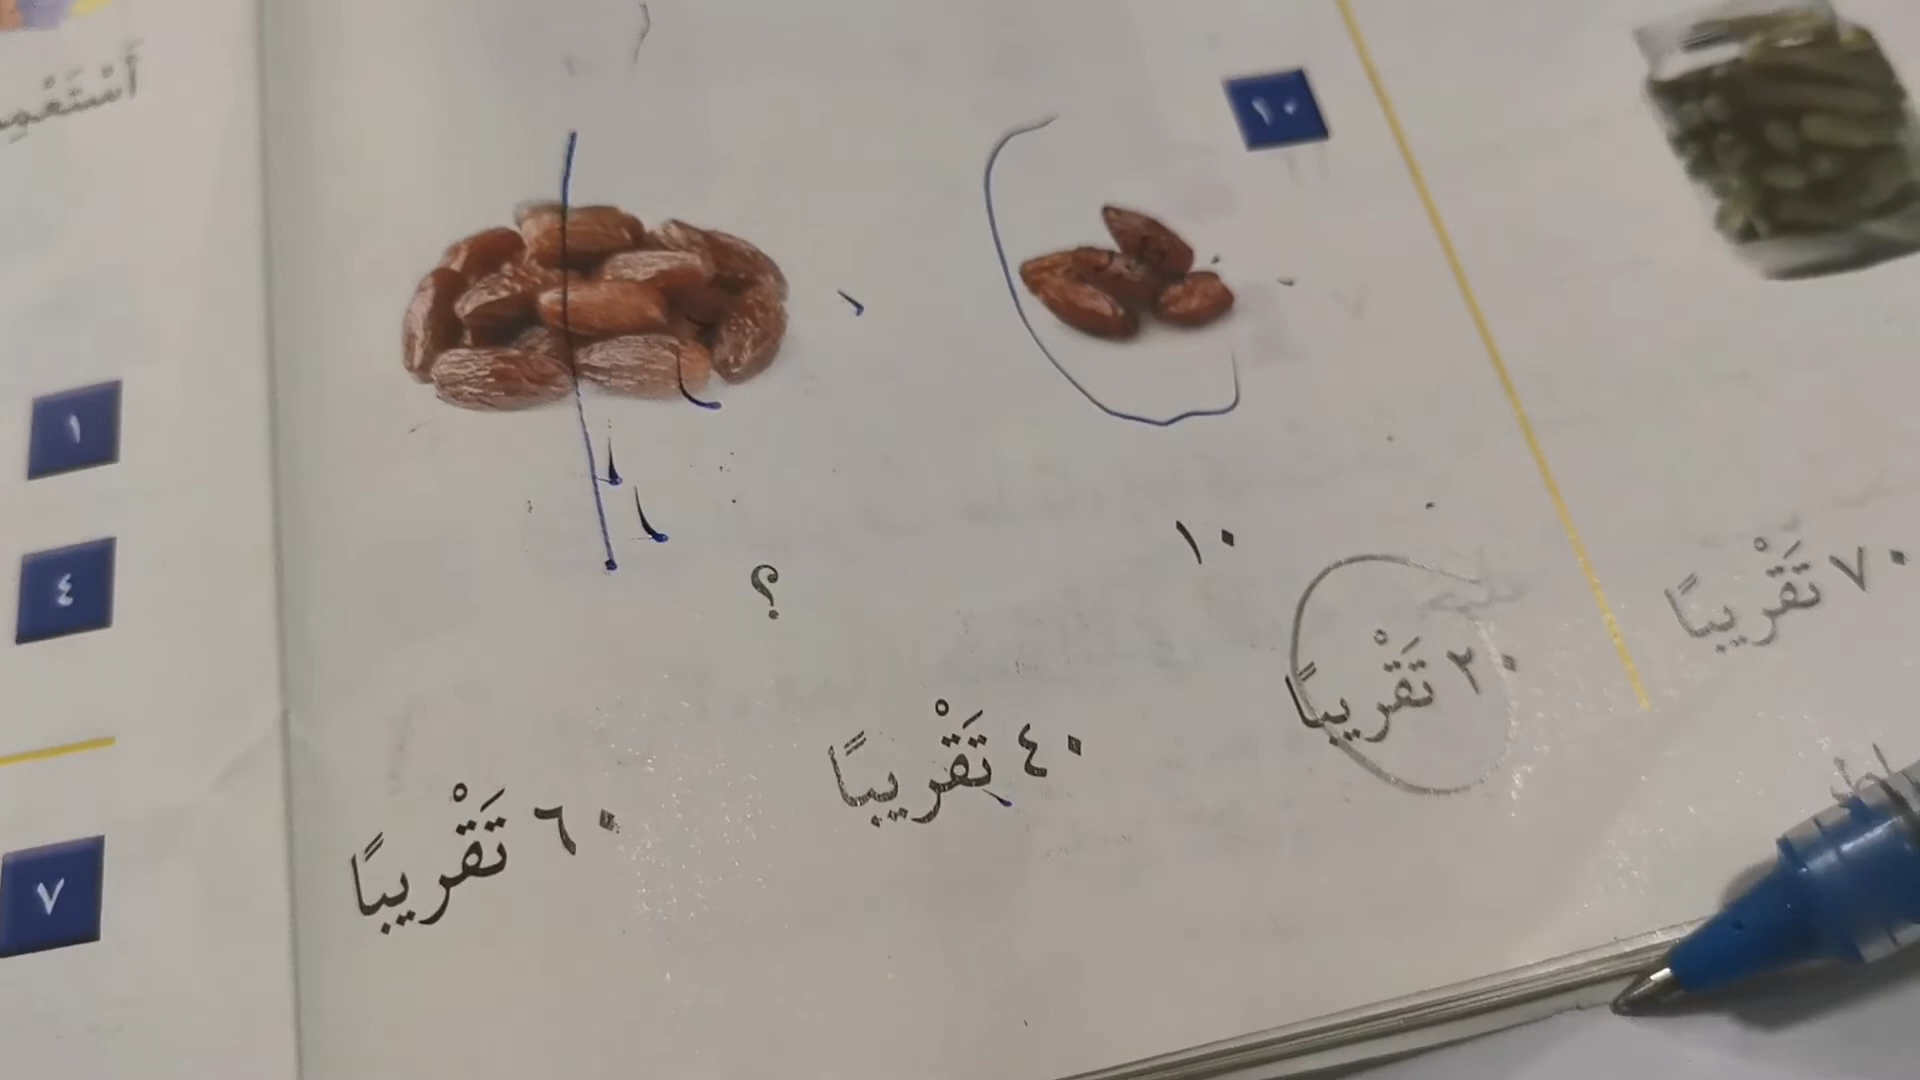 أَسْتَعْمِ
١٠
١
٤
٧
١٠
؟
٧٠ تَقْرِيبًا
٢٠ تَقْرِيبًا
٤٠ تَقْرِيبًا
٦٠ تَقْرِيبًا